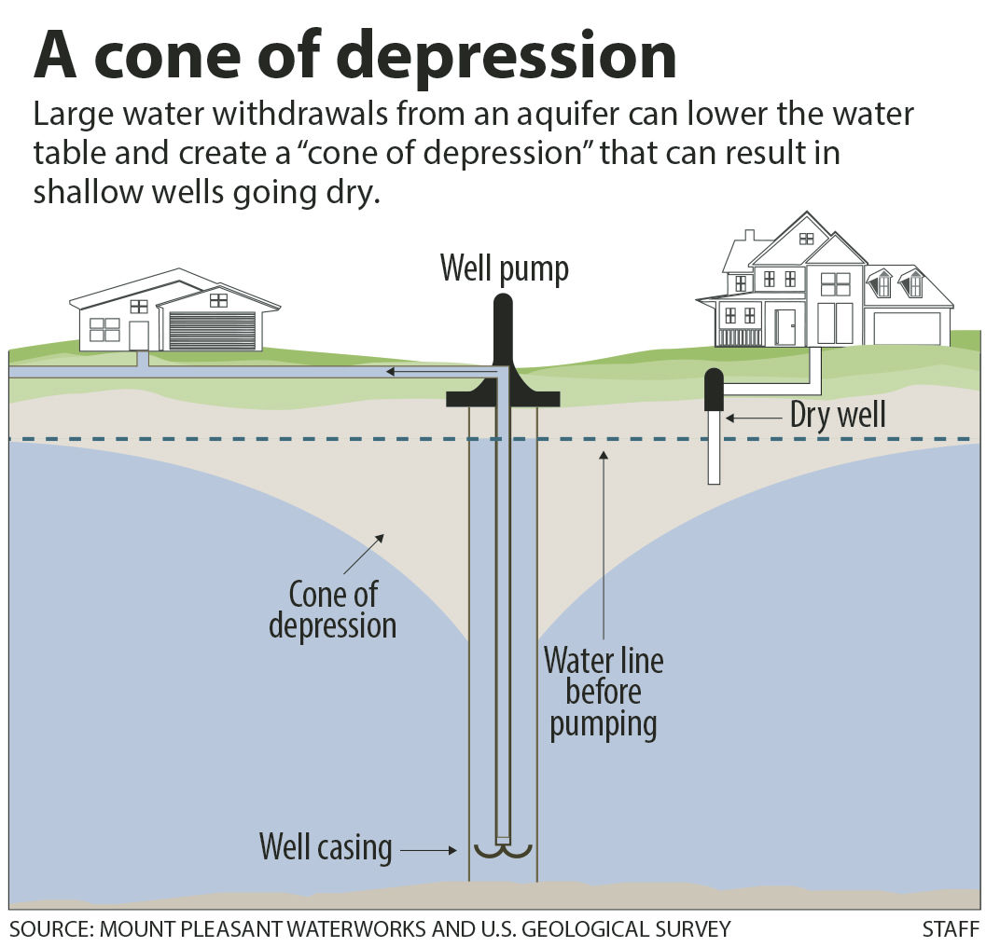 A cone of depression
Large water withdrawals from an aquifer can lower the water
table and create a “cone of depression” that can result in
shallow wells going dry.
Well pump
Dry well
Cone of
depression
Water line
before
pumping
Well casing
SOURCE: MOUNT PLEASANT WATERWORKS AND U.S. GEOLOGICAL SURVEY
STAFF